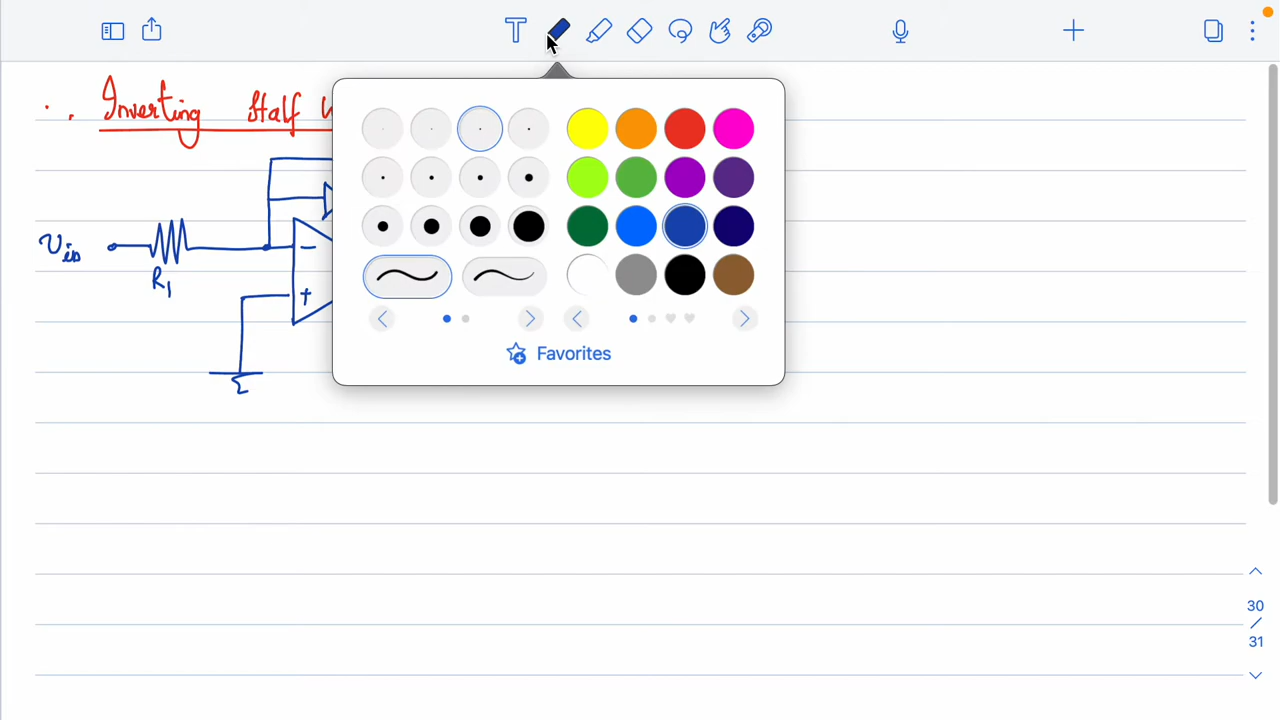 ∴ Inverting Half W
Vin
R1
−
+
Favorites
30
/
31